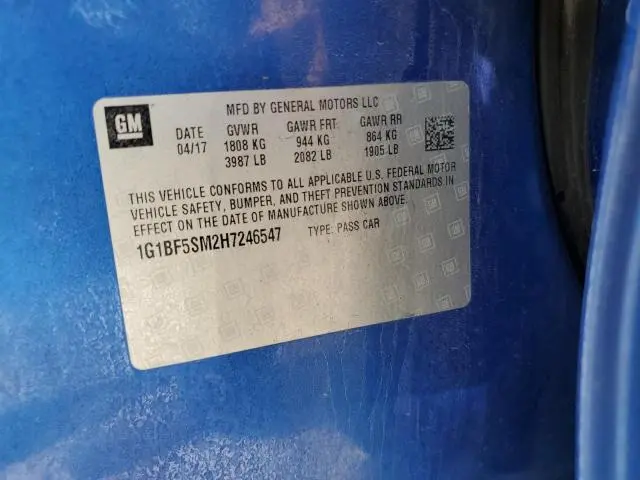 GM
MFD BY GENERAL MOTORS LLC
DATE GVWR GAWR FRT GAWR RR
04/17 1808 KG 944 KG 864 KG
3987 LB 2082 LB 1905 LB
THIS VEHICLE CONFORMS TO ALL APPLICABLE U.S. FEDERAL MOTOR
VEHICLE SAFETY, BUMPER, AND THEFT PREVENTION STANDARDS IN
EFFECT ON THE DATE OF MANUFACTURE SHOWN ABOVE.
1G1BF5SM2H7246547 TYPE: PASS CAR